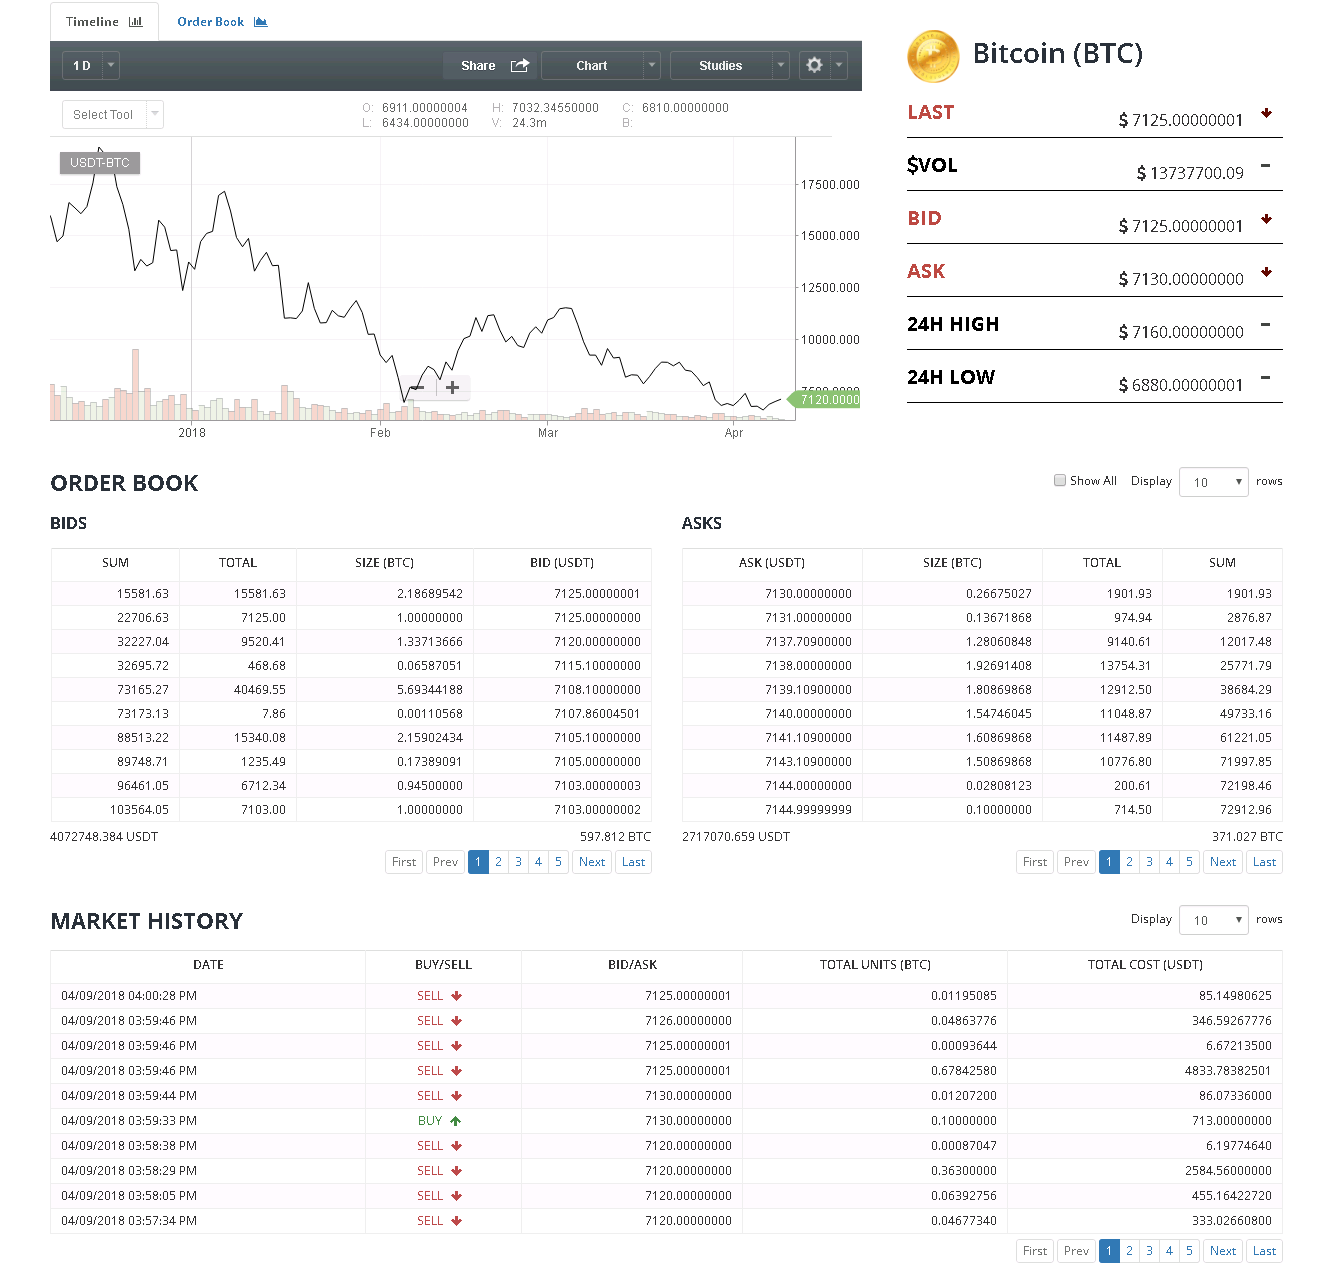 Timeline Order Book
1 D Share Chart Studies
Select Tool
O: 6911.00000004 H: 7032.34550000 C: 6810.00000000
L: 6434.00000000 V: 24.3m B:
USDT-BTC
17500.000
15000.000
12500.000
10000.000
7500.0000
7120.0000
2018 Feb Mar Apr
Bitcoin (BTC)
LAST $ 7125.00000001
$VOL $ 13737700.09
BID $ 7125.00000001
ASK $ 7130.00000000
24H HIGH $ 7160.00000000
24H LOW $ 6880.00000001
ORDER BOOK
Show All Display 10 rows
BIDS
SUM TOTAL SIZE (BTC) BID (USDT)
15581.63 15581.63 2.18689542 7125.00000001
22706.63 7125.00 1.00000000 7125.00000000
32227.04 9520.41 1.33713666 7120.00000000
32695.72 468.68 0.06587051 7115.10000000
73165.27 40469.55 5.69344188 7108.10000000
73173.13 7.86 0.00110568 7107.86004501
88513.22 15340.08 2.15902434 7105.10000000
89748.71 1235.49 0.17389091 7105.00000000
96461.05 6712.34 0.94500000 7103.00000003
103564.05 7103.00 1.00000000 7103.00000002
4072748.384 USDT 597.812 BTC
First Prev 1 2 3 4 5 Next Last
ASKS
ASK (USDT) SIZE (BTC) TOTAL SUM
7130.00000000 0.26675027 1901.93 1901.93
7131.00000000 0.13671868 974.94 2876.87
7137.70900000 1.28060848 9140.61 12017.48
7138.00000000 1.92691408 13754.31 25771.79
7139.10900000 1.80869868 12912.50 38684.29
7140.00000000 1.54746045 11048.87 49733.16
7141.10900000 1.60869868 11487.89 61221.05
7143.10900000 1.50869868 10776.80 71997.85
7144.00000000 0.02808123 200.61 72198.46
7144.99999999 0.10000000 714.50 72912.96
2717070.659 USDT 371.027 BTC
First Prev 1 2 3 4 5 Next Last
MARKET HISTORY
Display 10 rows
DATE BUY/SELL BID/ASK TOTAL UNITS (BTC) TOTAL COST (USDT)
04/09/2018 04:00:28 PM SELL 7125.00000001 0.01195085 85.14980625
04/09/2018 03:59:46 PM SELL 7126.00000000 0.04863776 346.59267776
04/09/2018 03:59:46 PM SELL 7125.00000001 0.00093644 6.67213500
04/09/2018 03:59:46 PM SELL 7125.00000001 0.67842580 4833.78382501
04/09/2018 03:59:44 PM SELL 7130.00000000 0.01207200 86.07336000
04/09/2018 03:59:33 PM BUY 7130.00000000 0.10000000 713.00000000
04/09/2018 03:58:38 PM SELL 7120.00000000 0.00087047 6.19774640
04/09/2018 03:58:29 PM SELL 7120.00000000 0.36300000 2584.56000000
04/09/2018 03:58:05 PM SELL 7120.00000000 0.06392756 455.16422720
04/09/2018 03:57:34 PM SELL 7120.00000000 0.04677340 333.02660800
First Prev 1 2 3 4 5 Next Last